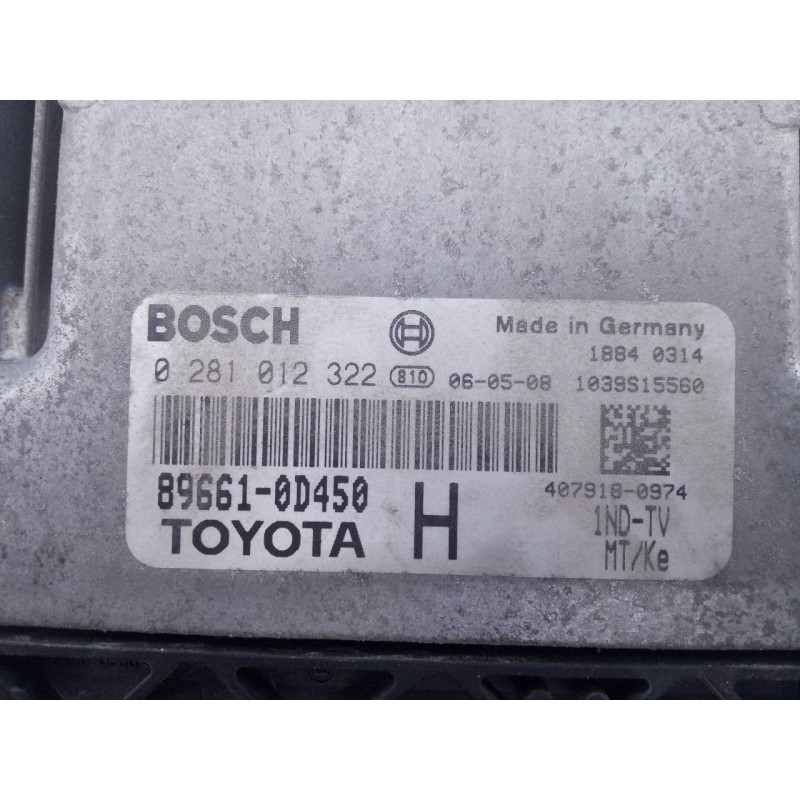 BOSCH
Made in Germany
1884 0314
0 281 012 322 810 06-05-08 1039S15560
89661-0D450
407918-0974
TOYOTA H
1ND-TV
MT/Ke